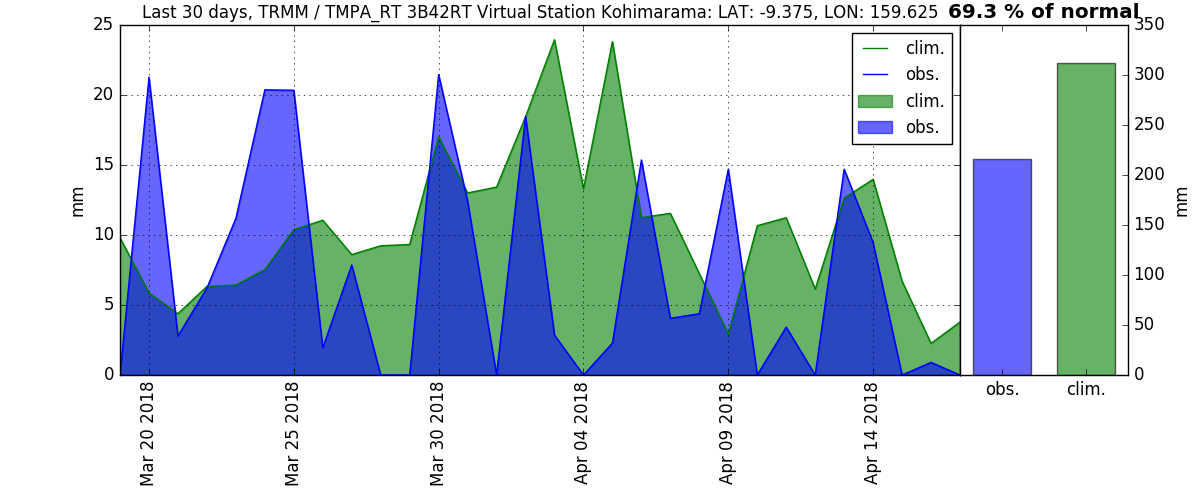 Last 30 days, TRMM / TMPA_RT 3B42RT Virtual Station Kohimarama: LAT: -9.375, LON: 159.625
69.3 % of normal
25
20
15
10
5
0
mm
clim.
obs.
clim.
obs.
Mar 20 2018
Mar 25 2018
Mar 30 2018
Apr 04 2018
Apr 09 2018
Apr 14 2018
350
300
250
200
150
100
50
0
mm
obs.
clim.